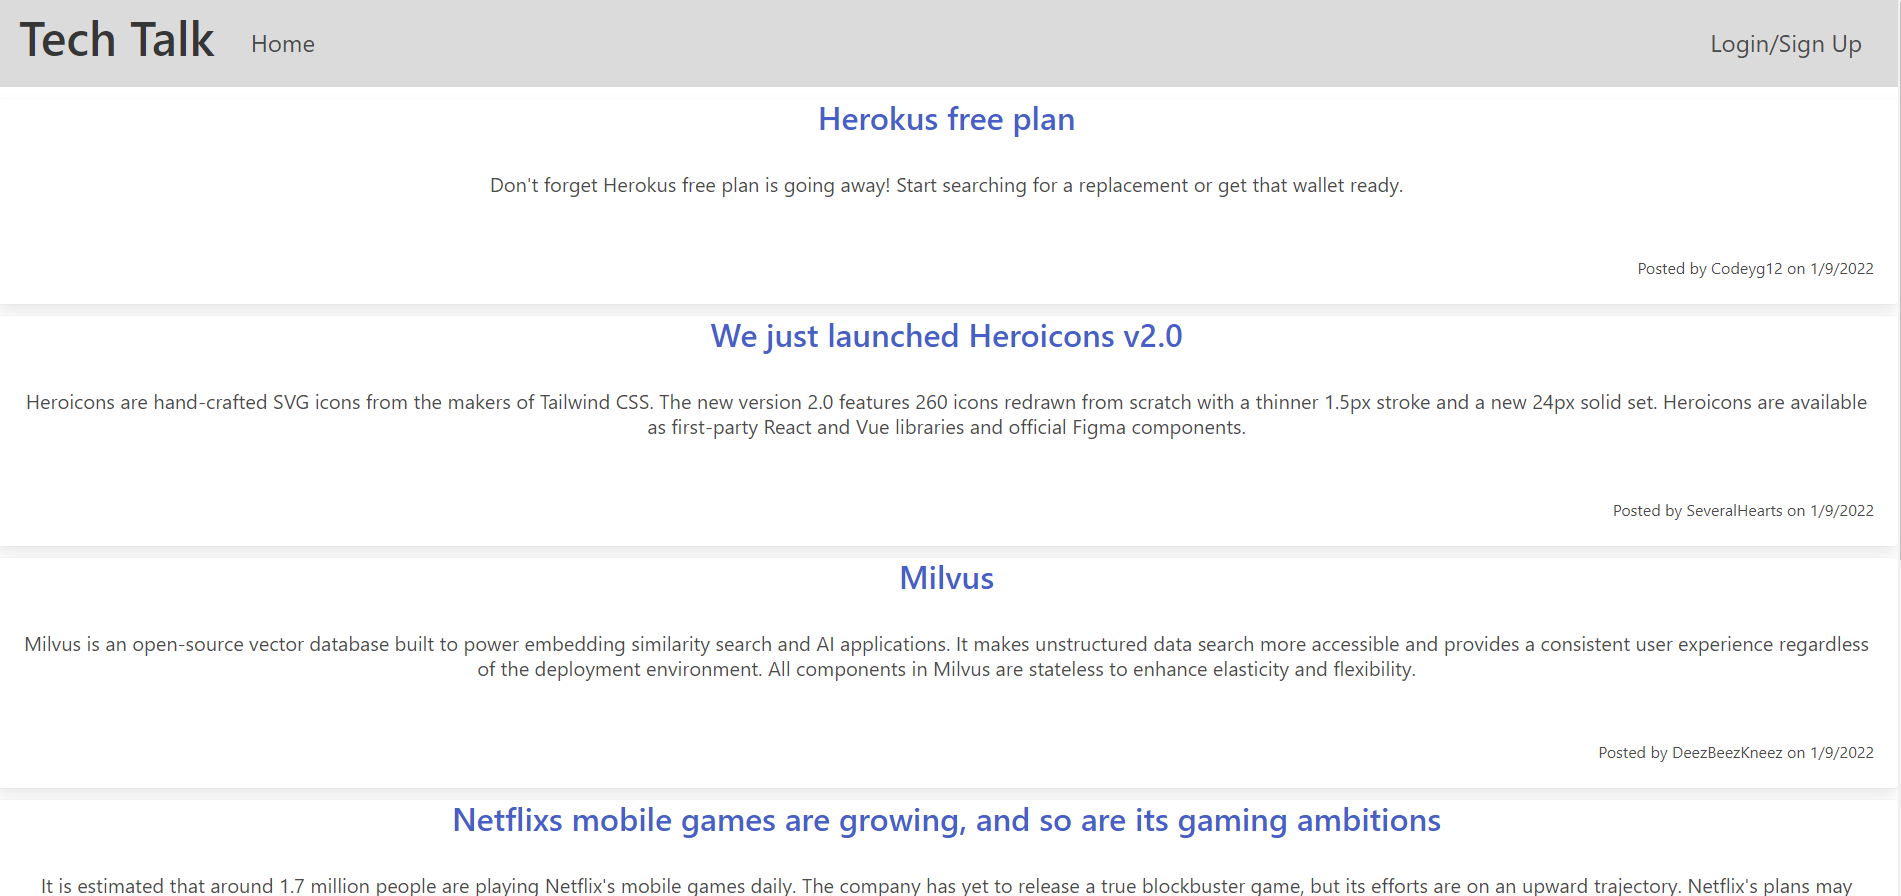 Tech Talk Home Login/Sign Up
Herokus free plan
Don't forget Herokus free plan is going away! Start searching for a replacement or get that wallet ready.
Posted by Codeyg12 on 1/9/2022
We just launched Heroicons v2.0
Heroicons are hand-crafted SVG icons from the makers of Tailwind CSS. The new version 2.0 features 260 icons redrawn from scratch with a thinner 1.5px stroke and a new 24px solid set. Heroicons are available
as first-party React and Vue libraries and official Figma components.
Posted by SeveralHearts on 1/9/2022
Milvus
Milvus is an open-source vector database built to power embedding similarity search and AI applications. It makes unstructured data search more accessible and provides a consistent user experience regardless
of the deployment environment. All components in Milvus are stateless to enhance elasticity and flexibility.
Posted by DeezBeezKneez on 1/9/2022
Netflixs mobile games are growing, and so are its gaming ambitions
It is estimated that around 1.7 million people are playing Netflix's mobile games daily. The company has yet to release a true blockbuster game, but its efforts are on an upward trajectory. Netflix's plans may